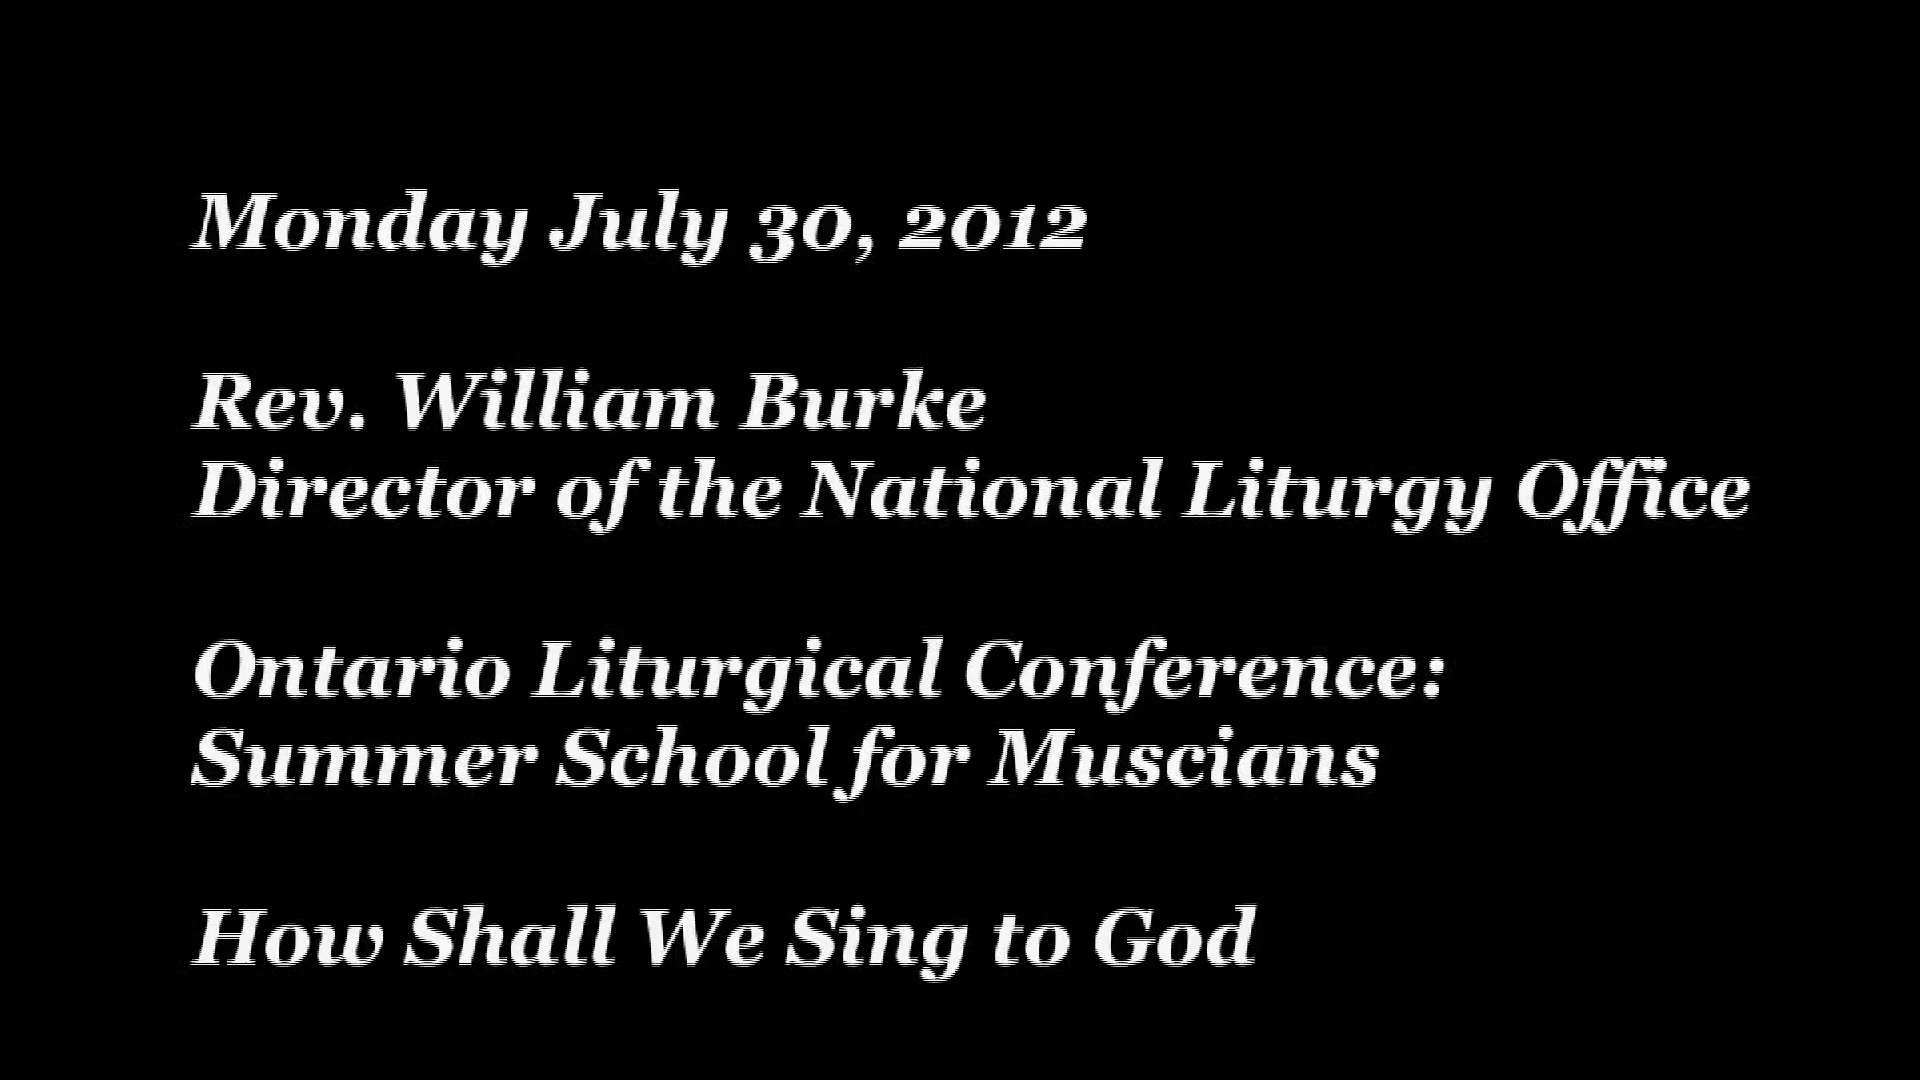 Monday July 30, 2012
Rev. William Burke
Director of the National Liturgy Office
Ontario Liturgical Conference:
Summer School for Muscians
How Shall We Sing to God